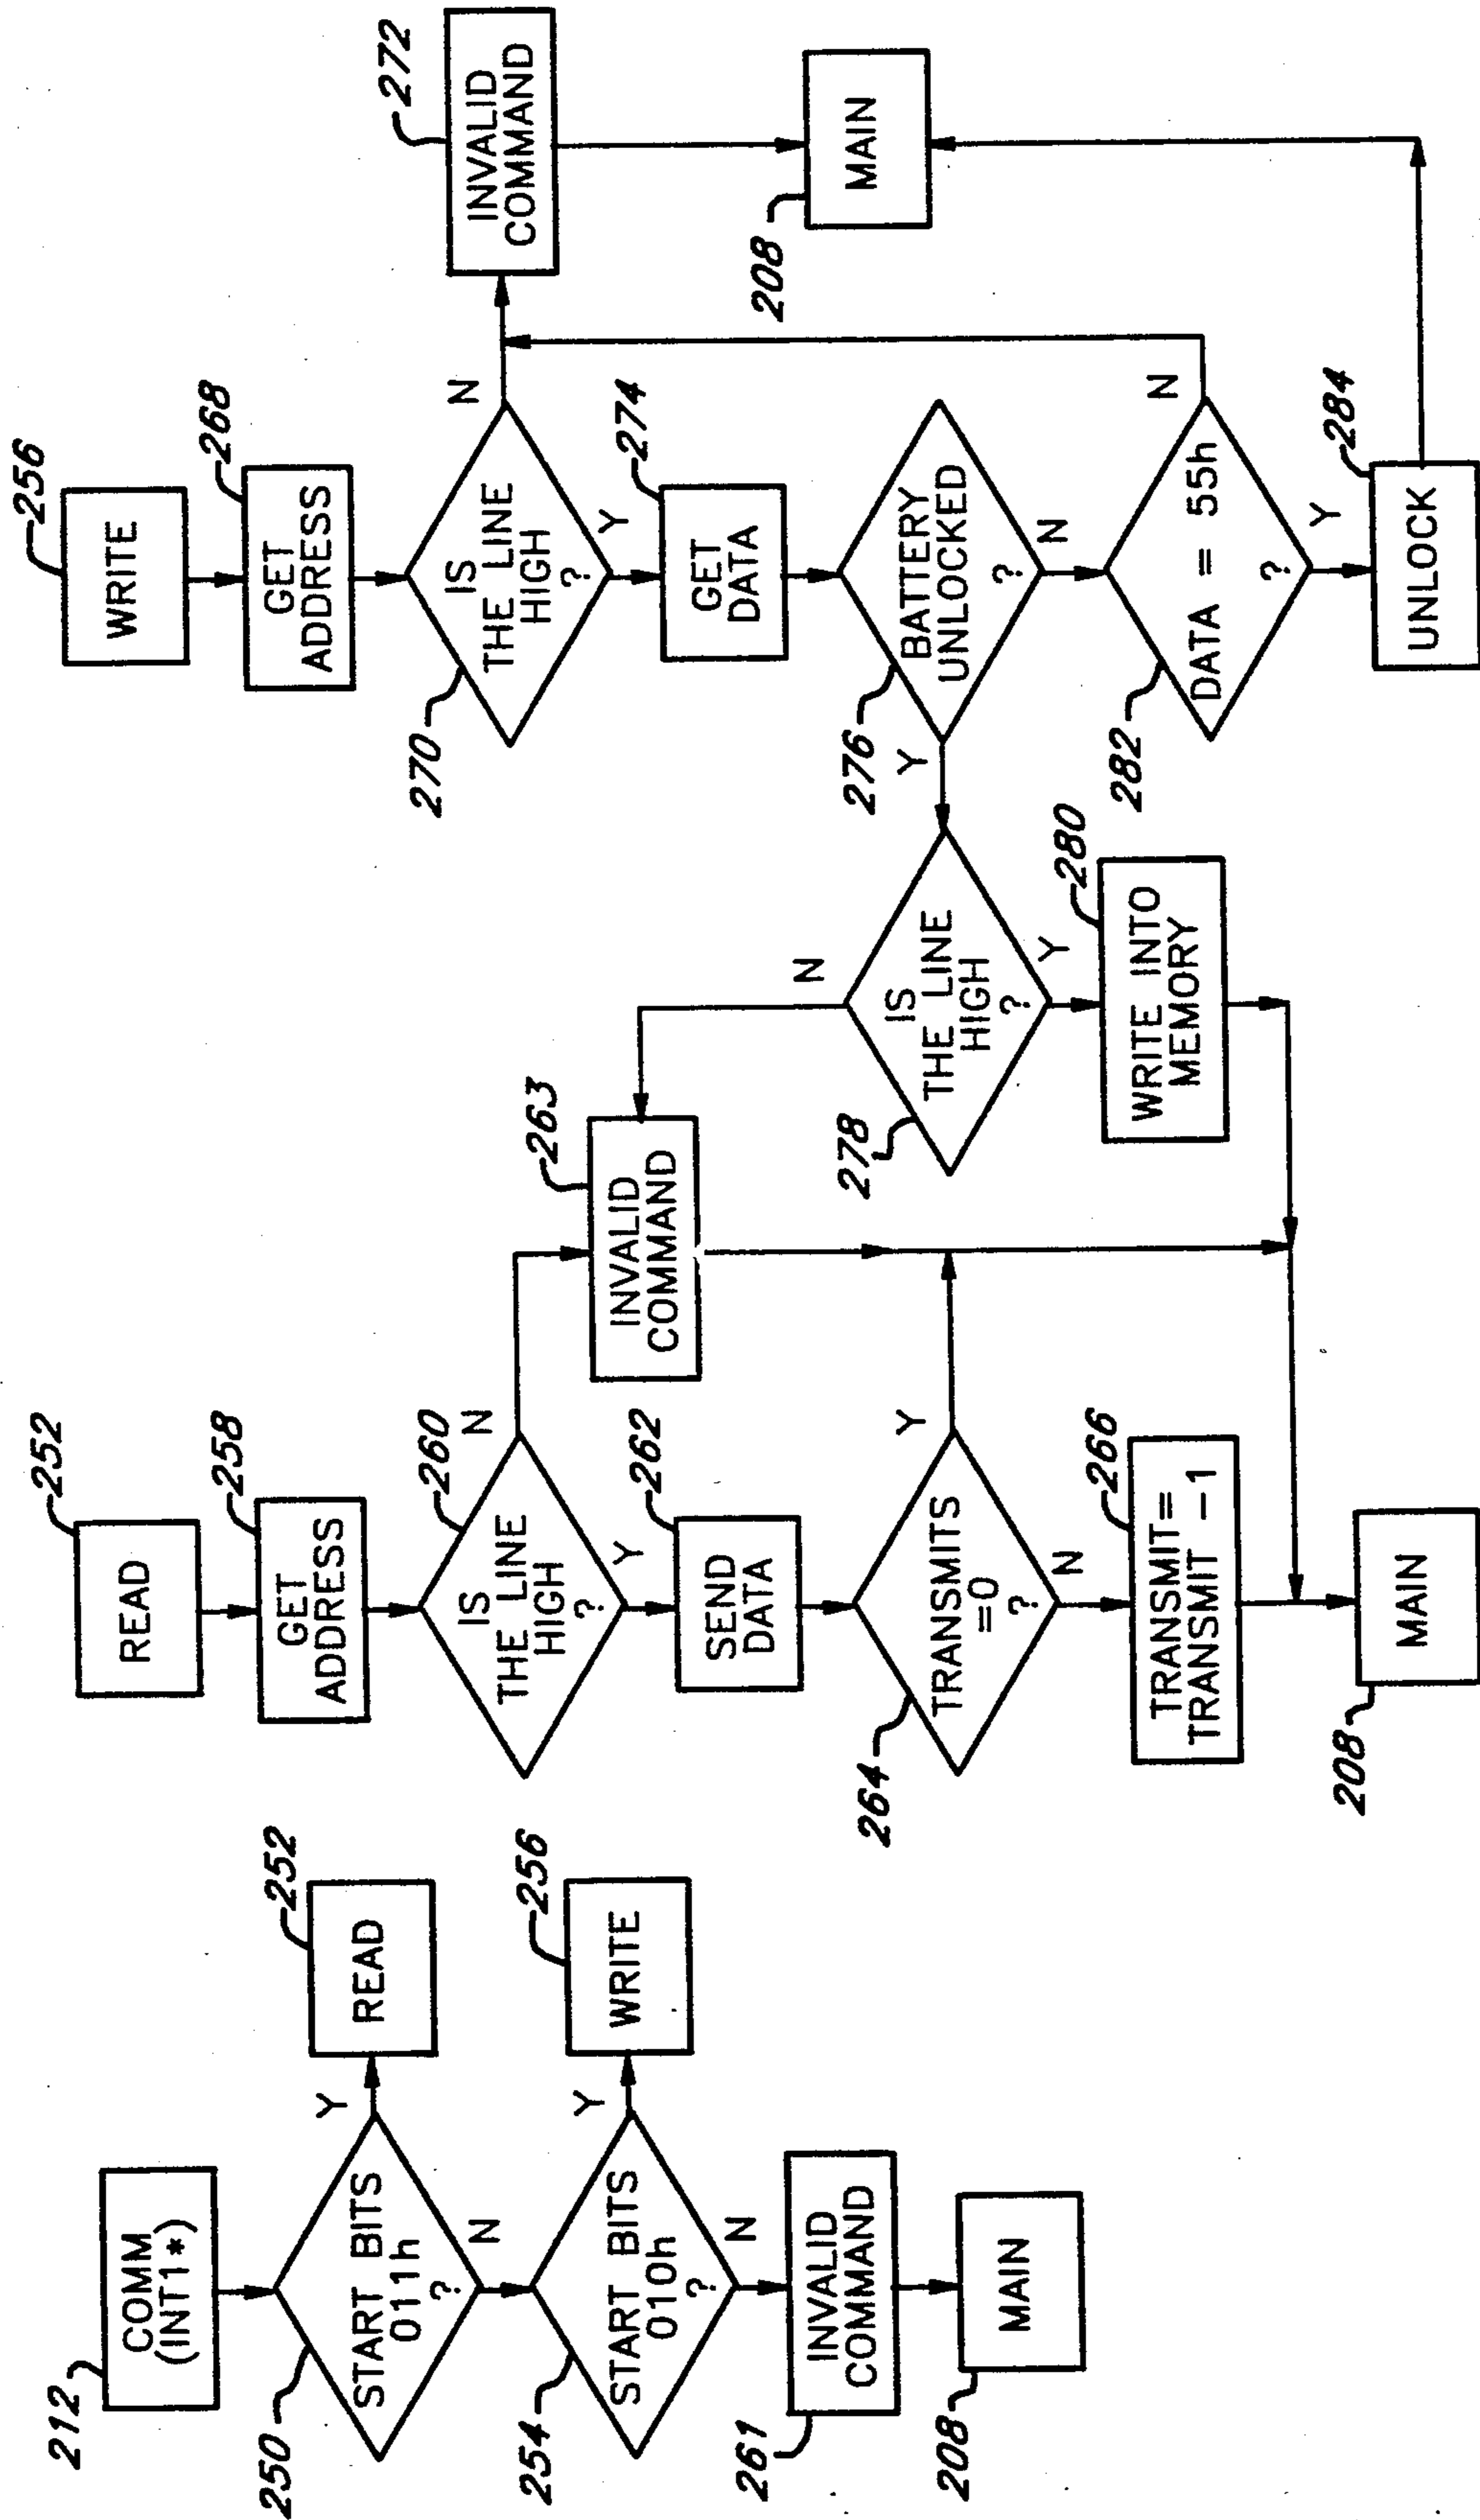 212
COMM
(INT1*)
250
START BITS
011h
?
Y
N
252
READ
254
START BITS
010h
?
Y
N
256
WRITE
261
INVALID
COMMAND
208
MAIN
252
READ
258
GET
ADDRESS
260
IS
THE LINE
HIGH
?
N
Y
263
INVALID
COMMAND
262
SEND
DATA
264
TRANSMITS
=0
?
Y
N
266
TRANSMIT=
TRANSMIT -1
208
MAIN
256
WRITE
268
GET
ADDRESS
270
IS
THE LINE
HIGH
?
N
Y
272
INVALID
COMMAND
274
GET
DATA
208
MAIN
276
BATTERY
UNLOCKED
?
Y
N
278
IS
THE LINE
HIGH
?
N
Y
280
WRITE INTO
MEMORY
282
DATA = 55h
?
N
Y
284
UNLOCK